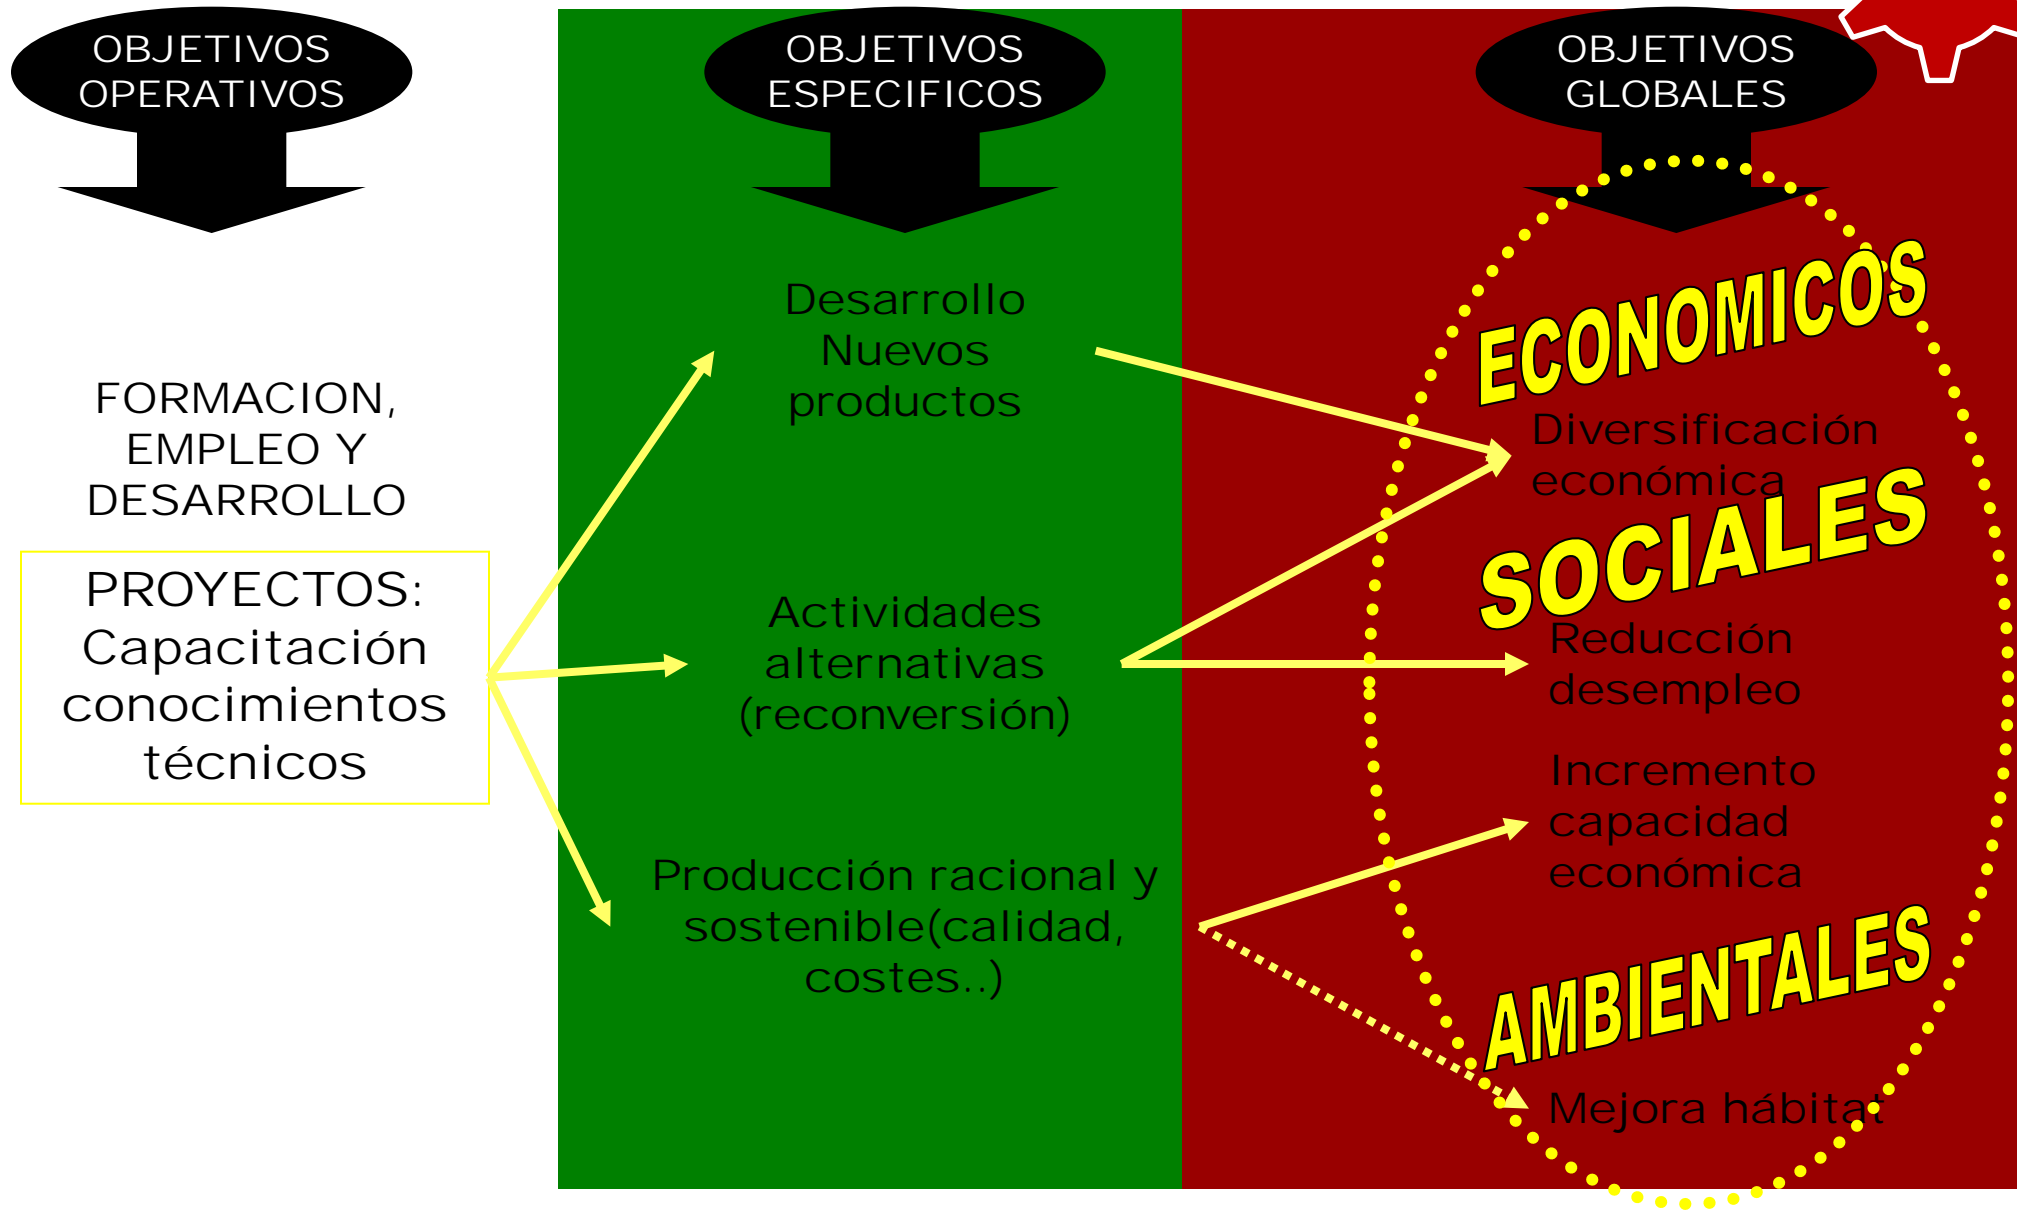 OBJETIVOS
OPERATIVOS
FORMACION,
EMPLEO Y
DESARROLLO
PROYECTOS:
Capacitación
conocimientos
técnicos
OBJETIVOS
ESPECIFICOS
Desarrollo
Nuevos
productos
Actividades
alternativas
(reconversión)
Producción racional y
sostenible(calidad,
costes..)
OBJETIVOS
GLOBALES
ECONOMICOS
Diversificación
económica
SOCIALES
Reducción
desempleo
Incremento
capacidad
económica
AMBIENTALES
Mejora hábitat